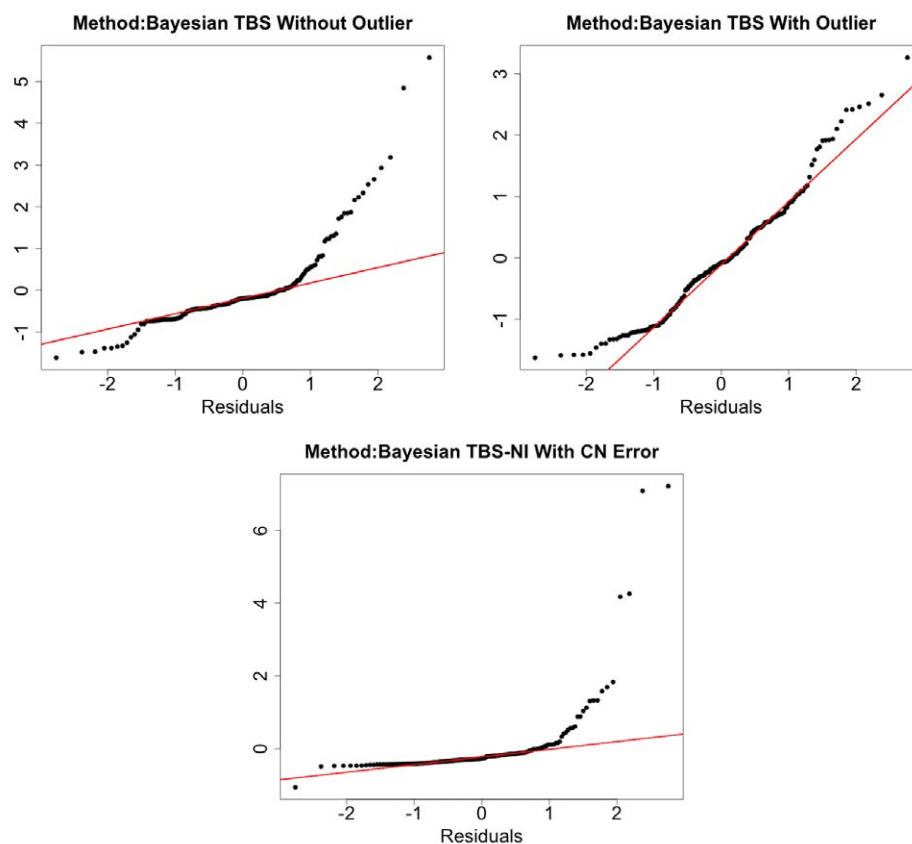 Method:Bayesian TBS Without Outlier
5
4
3
2
1
0
-1
-2 -1 0 1 2
Residuals
Method:Bayesian TBS With Outlier
3
2
1
0
-1
-2 -1 0 1 2
Residuals
Method:Bayesian TBS-NI With CN Error
6
4
2
0
-2 -1 0 1 2
Residuals